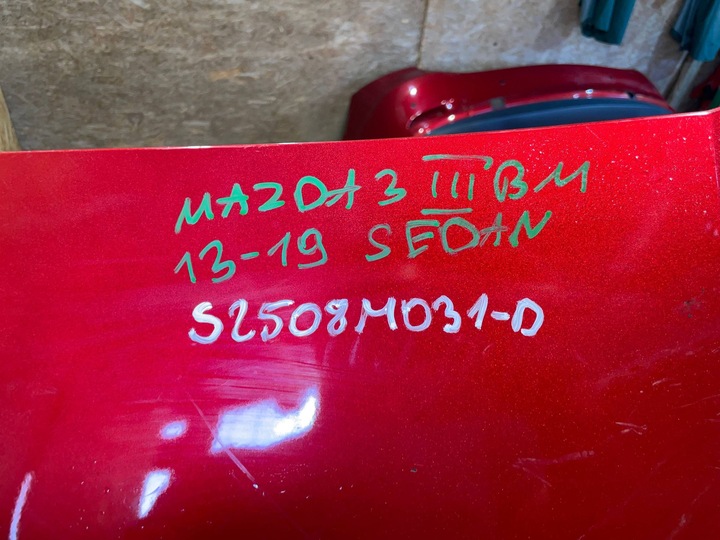 MAZDA 3 III BM
13-19 SEDAN
S2508M031-D